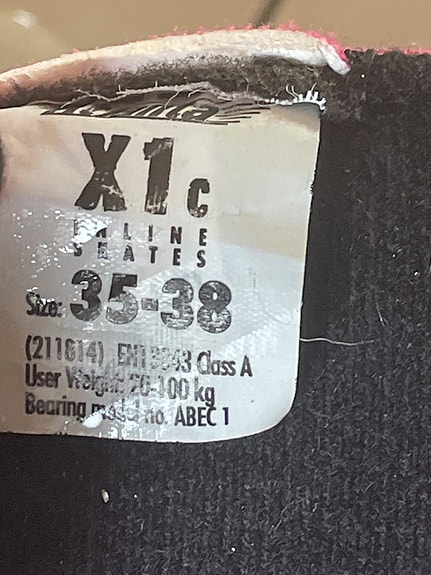 X1c
INLINE
SKATES
Size: 35-38
(211614) EN13843 Class A
User Weight: 20-100 kg
Bearing model no. ABEC 1